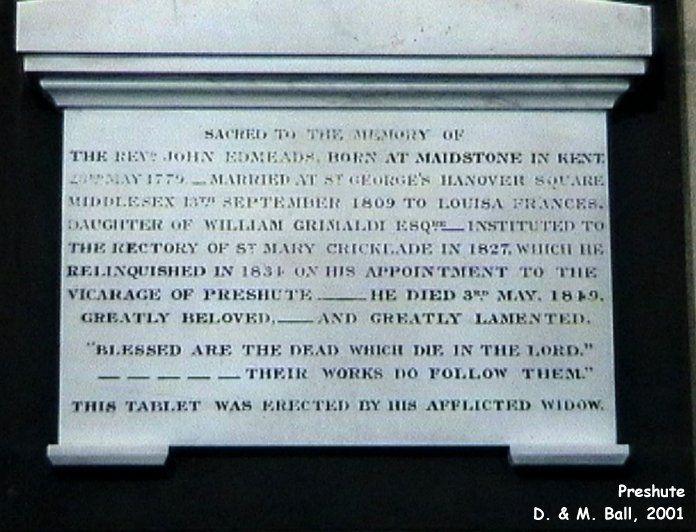 SACRED TO THE MEMORY OF
THE REVD. JOHN EDMEADS, BORN AT MAIDSTONE IN KENT,
MAY 1779, — MARRIED AT ST GEORGE'S HANOVER SQUARE
MIDDLESEX 13TH SEPTEMBER 1809 TO LOUISA FRANCES,
DAUGHTER OF WILLIAM GRIMALDI ESQRE — INSTITUTED TO
THE RECTORY OF ST MARY CRICKLADE IN 1827, WHICH HE
RELINQUISHED IN 1834 ON HIS APPOINTMENT TO THE
VICARAGE OF PRESHUTE — HE DIED 3RD MAY, 1849,
GREATLY BELOVED, — AND GREATLY LAMENTED.
"BLESSED ARE THE DEAD WHICH DIE IN THE LORD."
— — — — — THEIR WORKS DO FOLLOW THEM."
THIS TABLET WAS ERECTED BY HIS AFFLICTED WIDOW.
Preshute
D. & M. Ball, 2001